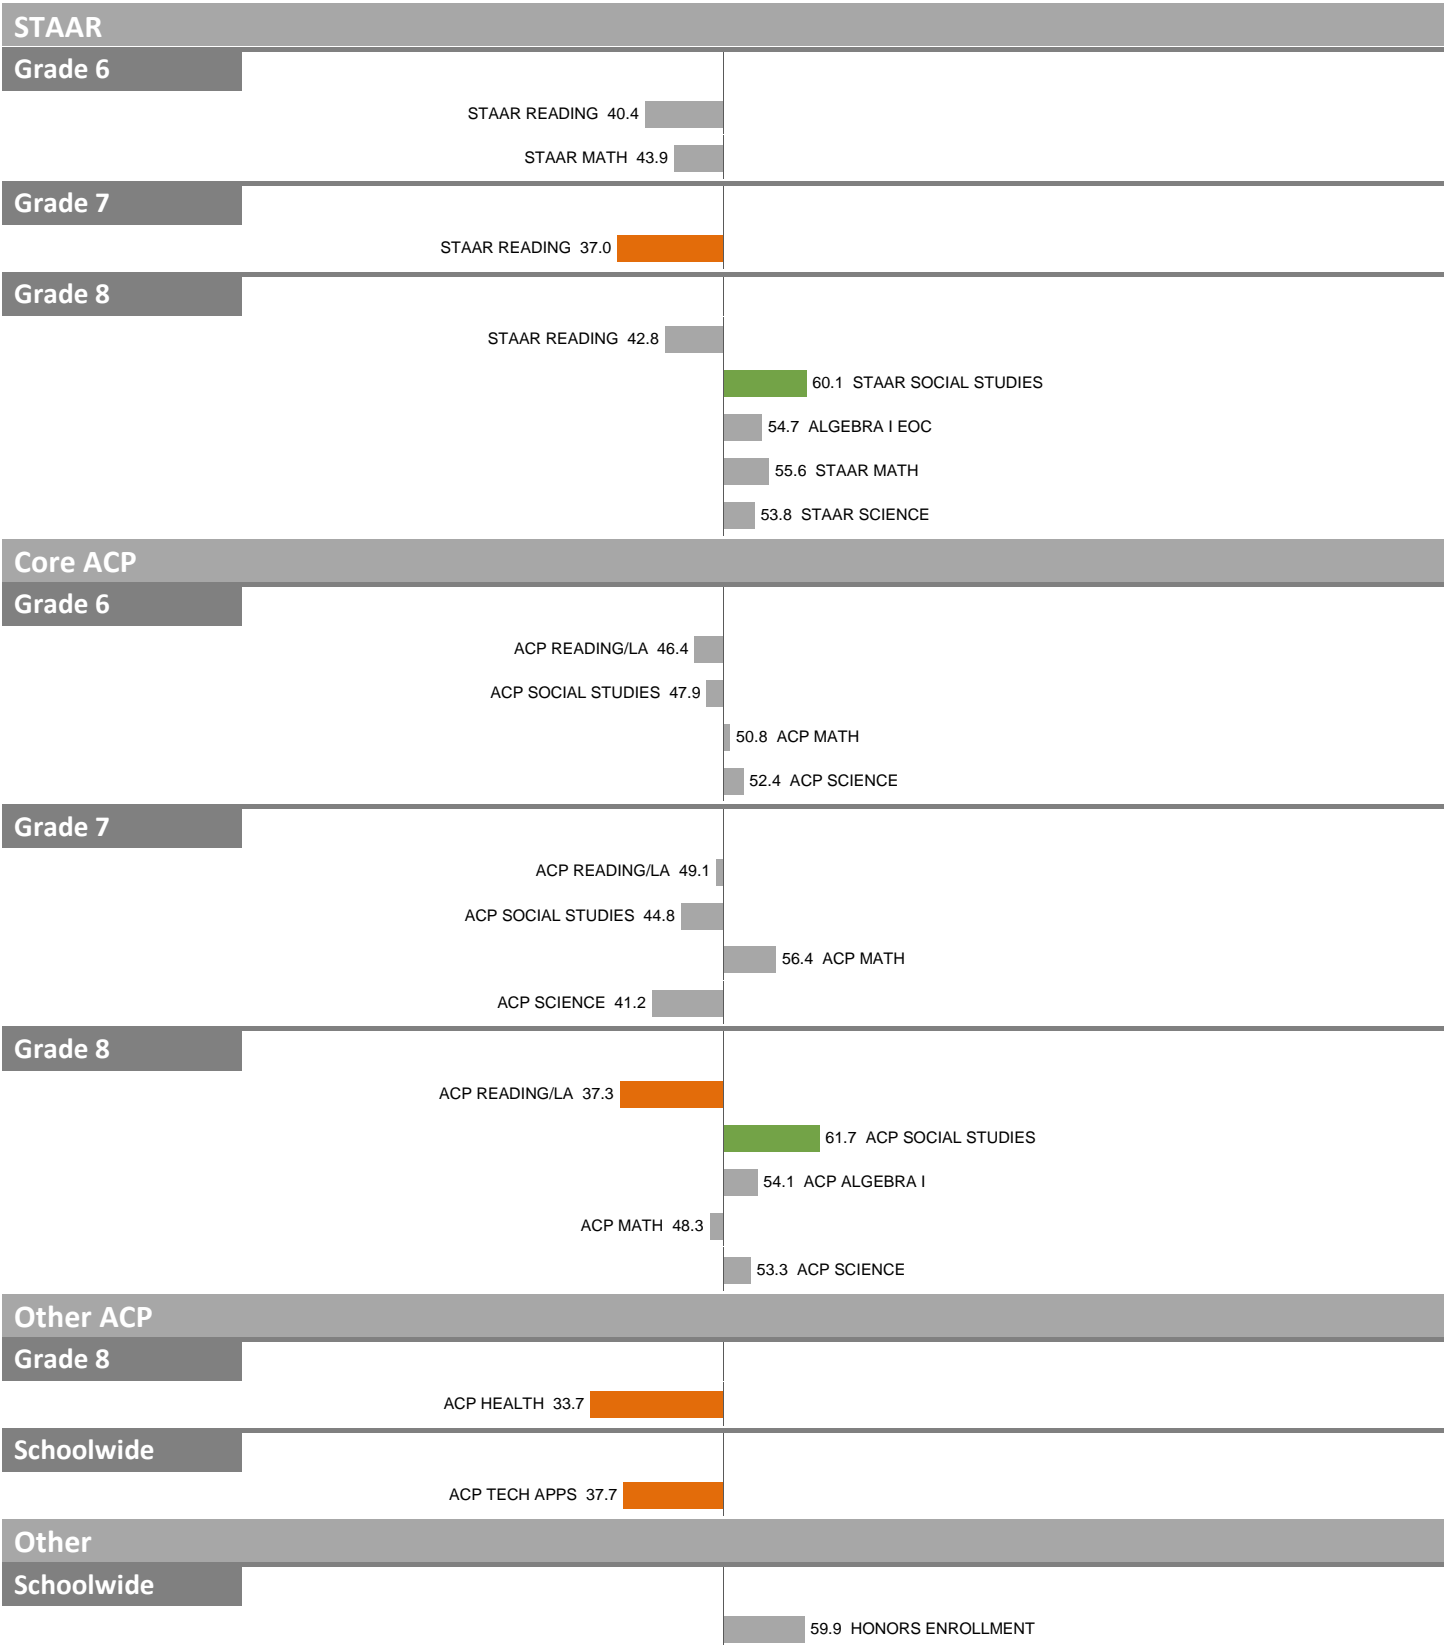 STAAR
Grade 6
STAAR READING 40.4
STAAR MATH 43.9
Grade 7
STAAR READING 37.0
Grade 8
STAAR READING 42.8
60.1 STAAR SOCIAL STUDIES
54.7 ALGEBRA I EOC
55.6 STAAR MATH
53.8 STAAR SCIENCE
Core ACP
Grade 6
ACP READING/LA 46.4
ACP SOCIAL STUDIES 47.9
50.8 ACP MATH
52.4 ACP SCIENCE
Grade 7
ACP READING/LA 49.1
ACP SOCIAL STUDIES 44.8
56.4 ACP MATH
ACP SCIENCE 41.2
Grade 8
ACP READING/LA 37.3
61.7 ACP SOCIAL STUDIES
54.1 ACP ALGEBRA I
ACP MATH 48.3
53.3 ACP SCIENCE
Other ACP
Grade 8
ACP HEALTH 33.7
Schoolwide
ACP TECH APPS 37.7
Other
Schoolwide
59.9 HONORS ENROLLMENT